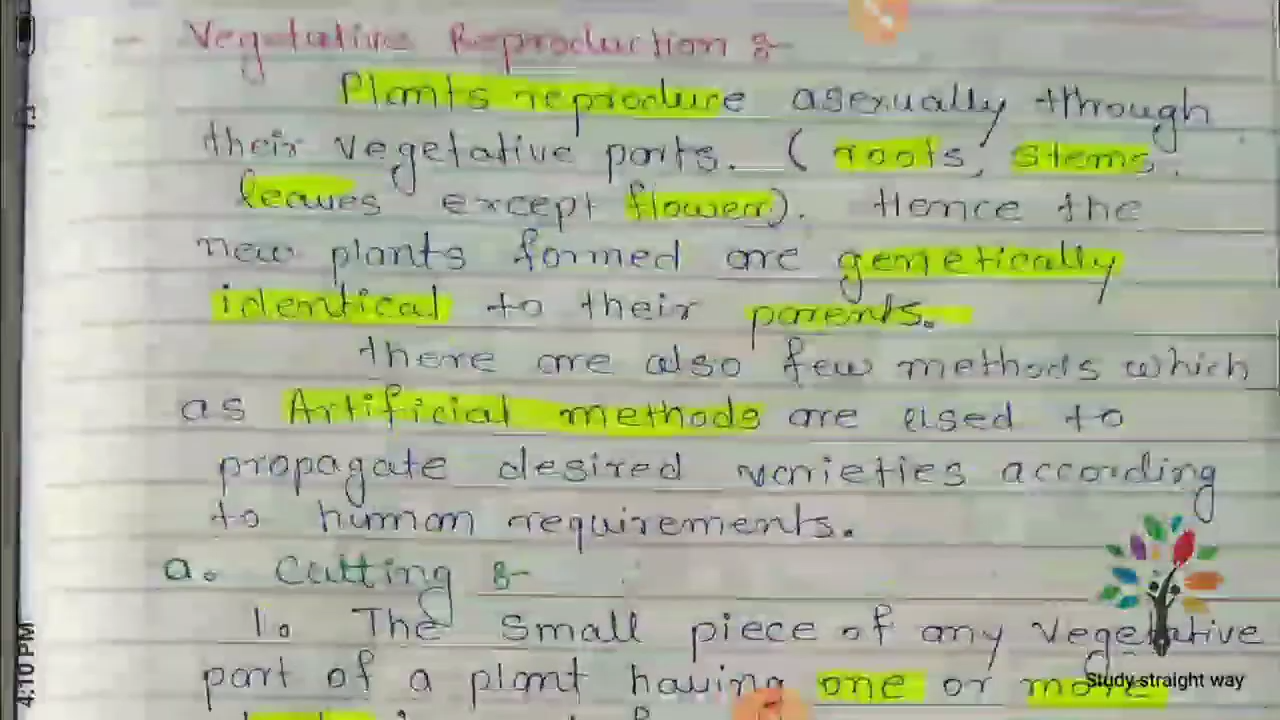 - Vegetative Reproduction :-
Plants reproduce asexually through
their vegetative parts. ( roots, stems,
leaves except flower). Hence the
new plants formed are genetically
identical to their parents.
There are also few methods which
as Artificial methods are used to
propagate desired varieties according
to human requirements.
a. Cutting :-
1. The small piece of any vegetative
part of a plant having one or more
Study straight way
4:10 PM